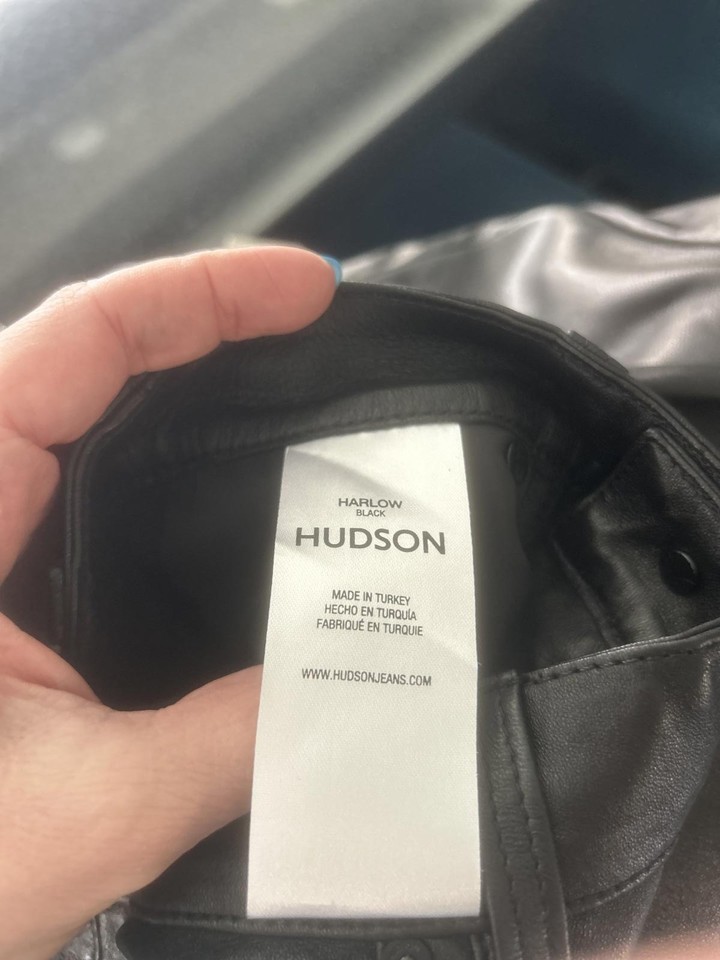 HARLOW
BLACK
HUDSON
MADE IN TURKEY
HECHO EN TURQUÍA
FABRIQUÉ EN TURQUIE
WWW.HUDSONJEANS.COM